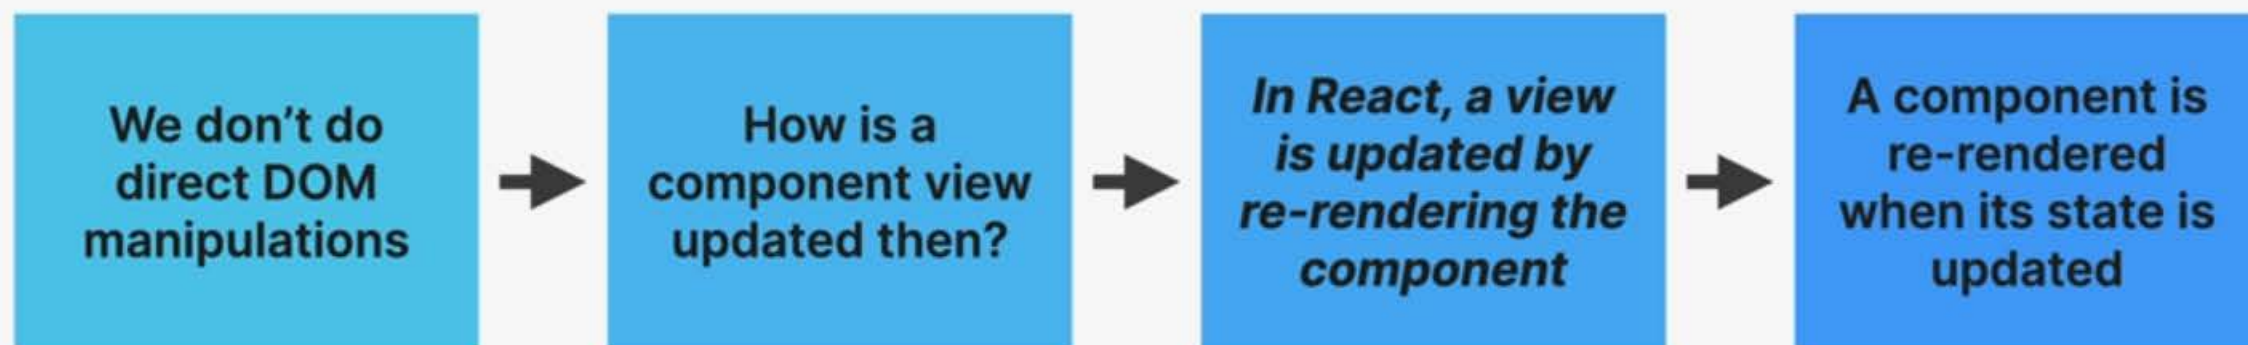 We don’t do
direct DOM
manipulations
How is a
component view
updated then?
In React, a view
is updated by
re-rendering the
component
A component is
re-rendered
when its state is
updated